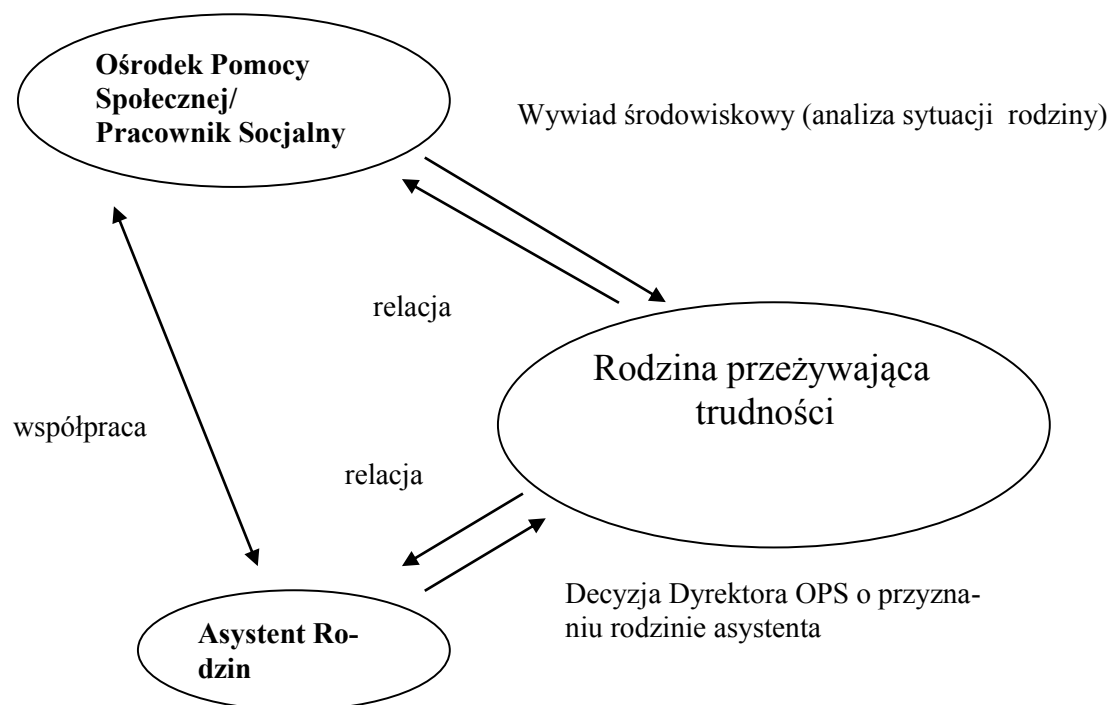 Ośrodek Pomocy
Społecznej/
Pracownik Socjalny
Wywiad środowiskowy (analiza sytuacji rodziny)
relacja
Rodzina przeżywająca
trudności
współpraca
relacja
Decyzja Dyrektora OPS o przyzna-
niu rodzinie asystenta
Asystent Ro-
dzin